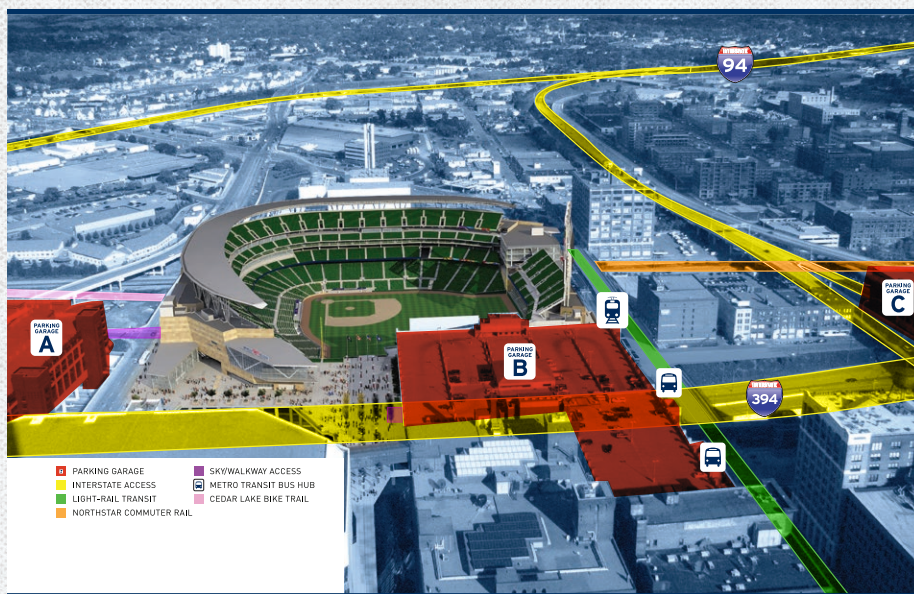 94
PARKING
GARAGE
A
PARKING
GARAGE
B
PARKING
GARAGE
C
394
PARKING GARAGE
INTERSTATE ACCESS
LIGHT-RAIL TRANSIT
NORTHSTAR COMMUTER RAIL
SKY/WALKWAY ACCESS
METRO TRANSIT BUS HUB
CEDAR LAKE BIKE TRAIL